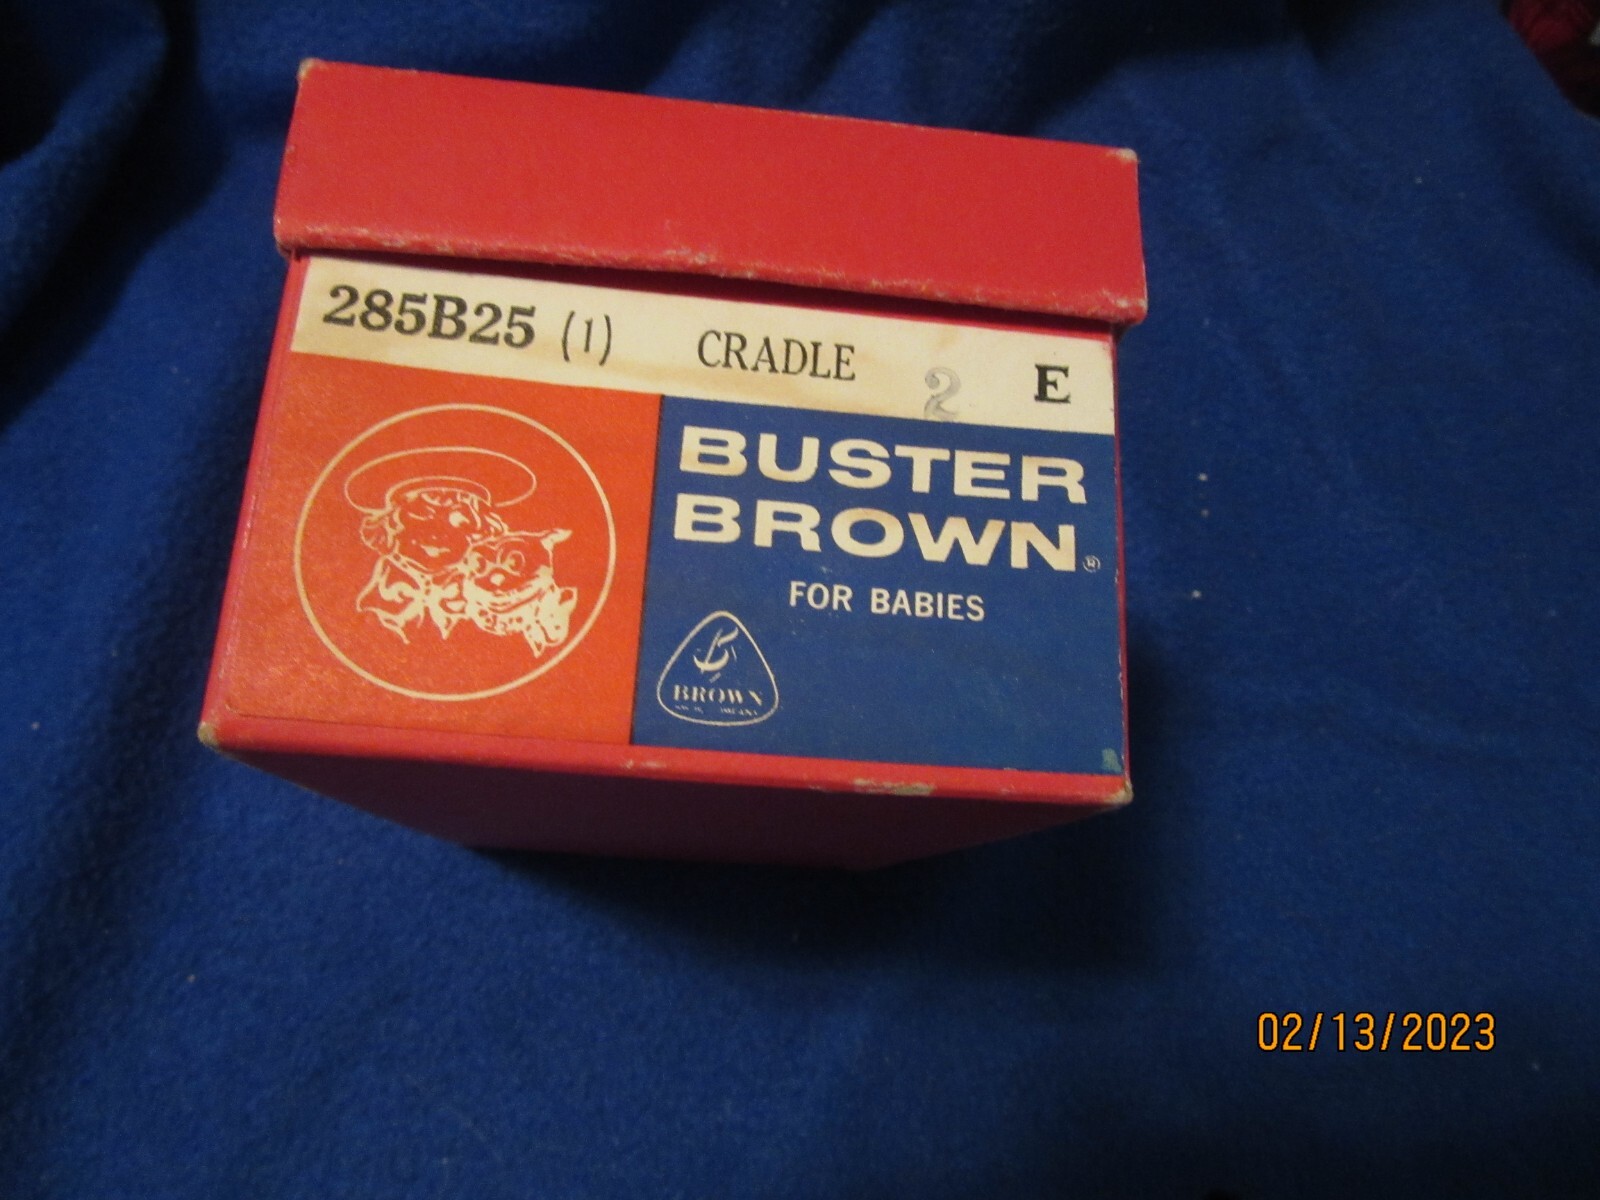 285B25 (1) CRADLE 2 E
BUSTER
BROWN®
FOR BABIES
B
BROWN
02/13/2023